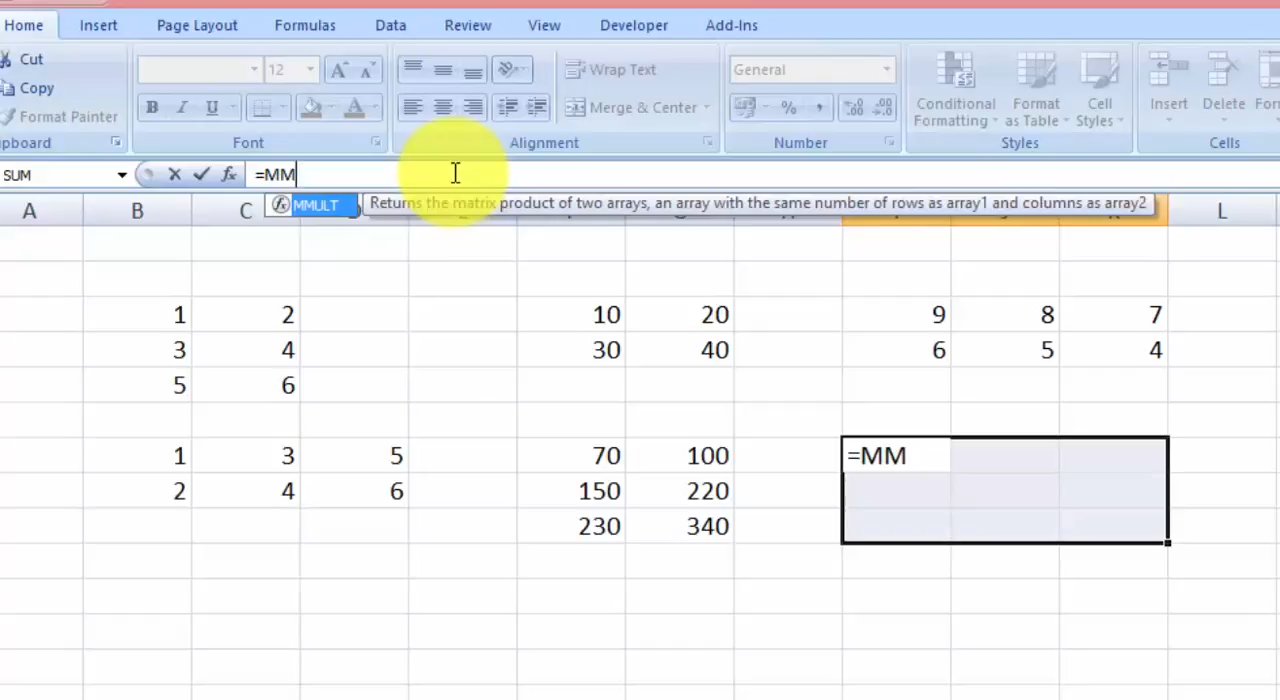 Home Insert Page Layout Formulas Data Review View Developer Add-Ins
Cut
Copy
Format Painter
12
Wrap Text
Merge & Center
General
Conditional Formatting
Format as Table
Cell Styles
Insert Delete
Font Alignment Number Styles Cells
SUM =MM
MMULT Returns the matrix product of two arrays, an array with the same number of rows as array1 and columns as array2
A B C L
1 2 10 20 9 8 7
3 4 30 40 6 5 4
5 6
1 3 5 70 100 =MM
2 4 6 150 220
230 340